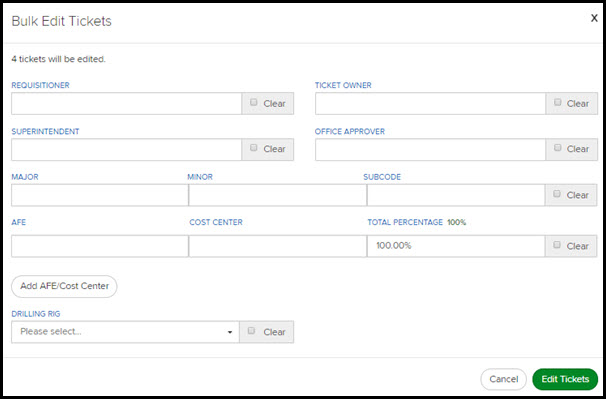 Bulk Edit Tickets x
4 tickets will be edited.
REQUISITIONER TICKET OWNER
Clear Clear
SUPERINTENDENT OFFICE APPROVER
Clear Clear
MAJOR MINOR SUBCODE
Clear
AFE COST CENTER TOTAL PERCENTAGE 100%
100.00% Clear
Add AFE/Cost Center
DRILLING RIG
Please select... Clear
Cancel Edit Tickets